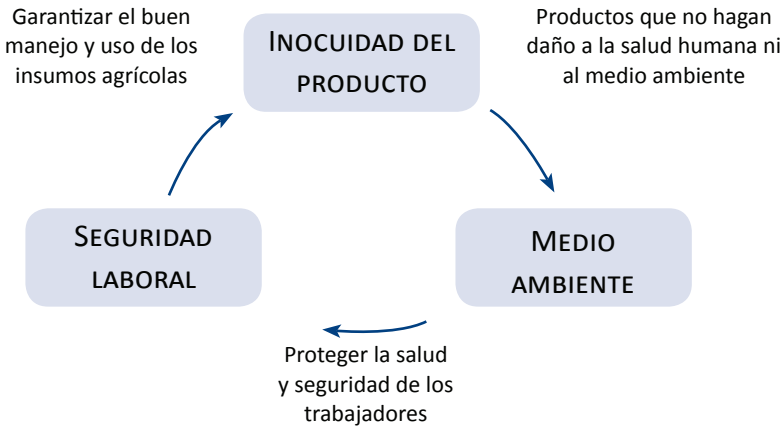 Garantizar el buen
manejo y uso de los
insumos agrícolas
INOCUIDAD DEL
PRODUCTO
Productos que no hagan
daño a la salud humana ni
al medio ambiente
SEGURIDAD
LABORAL
MEDIO
AMBIENTE
Proteger la salud
y seguridad de los
trabajadores